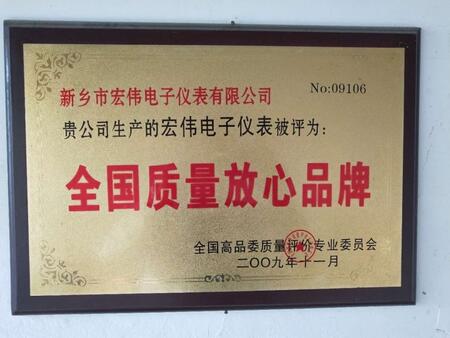 No:09106
新乡市宏伟电子仪表有限公司
贵公司生产的宏伟电子仪表被评为:
全国质量放心品牌
全国高品委质量评价专业委员会
二〇〇九年十一月